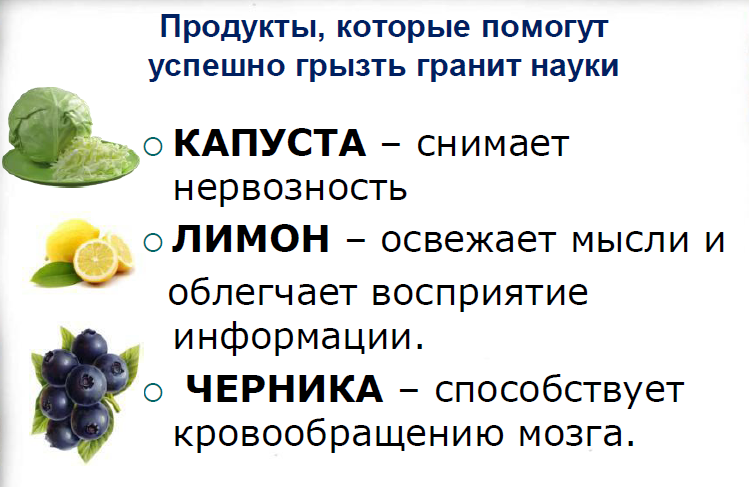 Продукты, которые помогут
успешно грызть гранит науки
КАПУСТА – снимает
нервозность
ЛИМОН – освежает мысли и
облегчает восприятие
информации.
ЧЕРНИКА – способствует
кровообращению мозга.